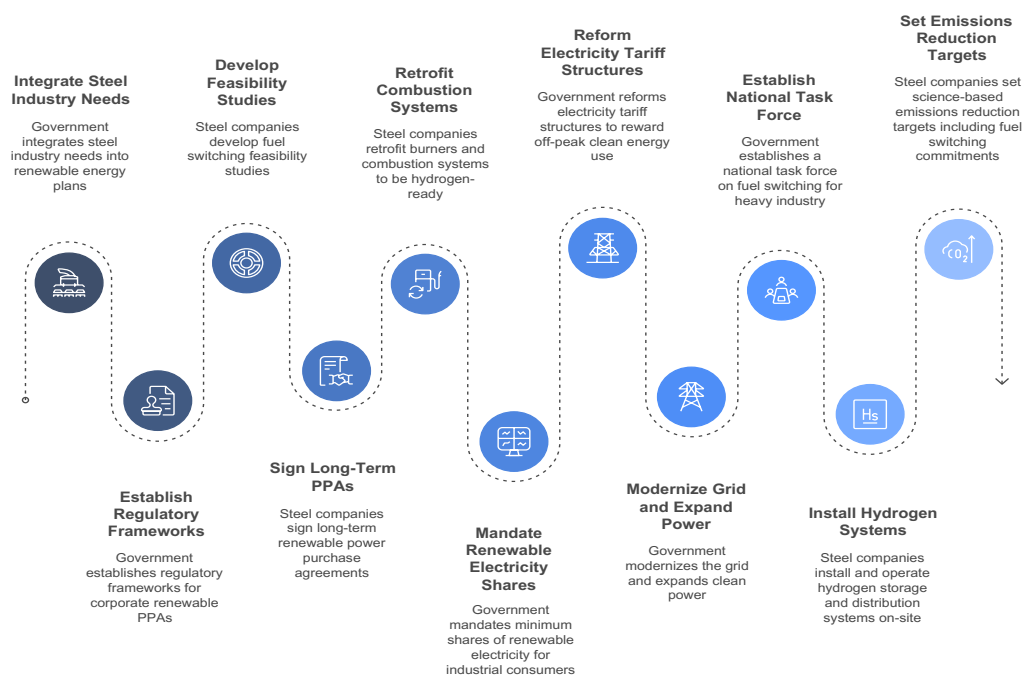 Integrate Steel
Industry Needs
Government
integrates steel
industry needs into
renewable energy
plans
Establish
Regulatory
Frameworks
Government
establishes regulatory
frameworks for
corporate renewable
PPAs
Develop
Feasibility
Studies
Steel companies
develop fuel
switching feasibility
studies
Sign Long-Term
PPAs
Steel companies
sign long-term
renewable power
purchase
agreements
Retrofit
Combustion
Systems
Steel companies
retrofit burners and
combustion systems
to be hydrogen-
ready
Mandate
Renewable
Electricity
Shares
Government
mandates minimum
shares of renewable
electricity for
industrial consumers
Reform
Electricity Tariff
Structures
Government reforms
electricity tariff
structures to reward
off-peak clean energy
use
Modernize Grid
and Expand
Power
Government
modernizes the grid
and expands clean
power
Establish
National Task
Force
Government
establishes a
national task force
on fuel switching for
heavy industry
Hs
Install Hydrogen
Systems
Steel companies
install and operate
hydrogen storage
and distribution
systems on-site
Set Emissions
Reduction
Targets
Steel companies set
science-based
emissions reduction
targets including fuel
switching
commitments
CO2